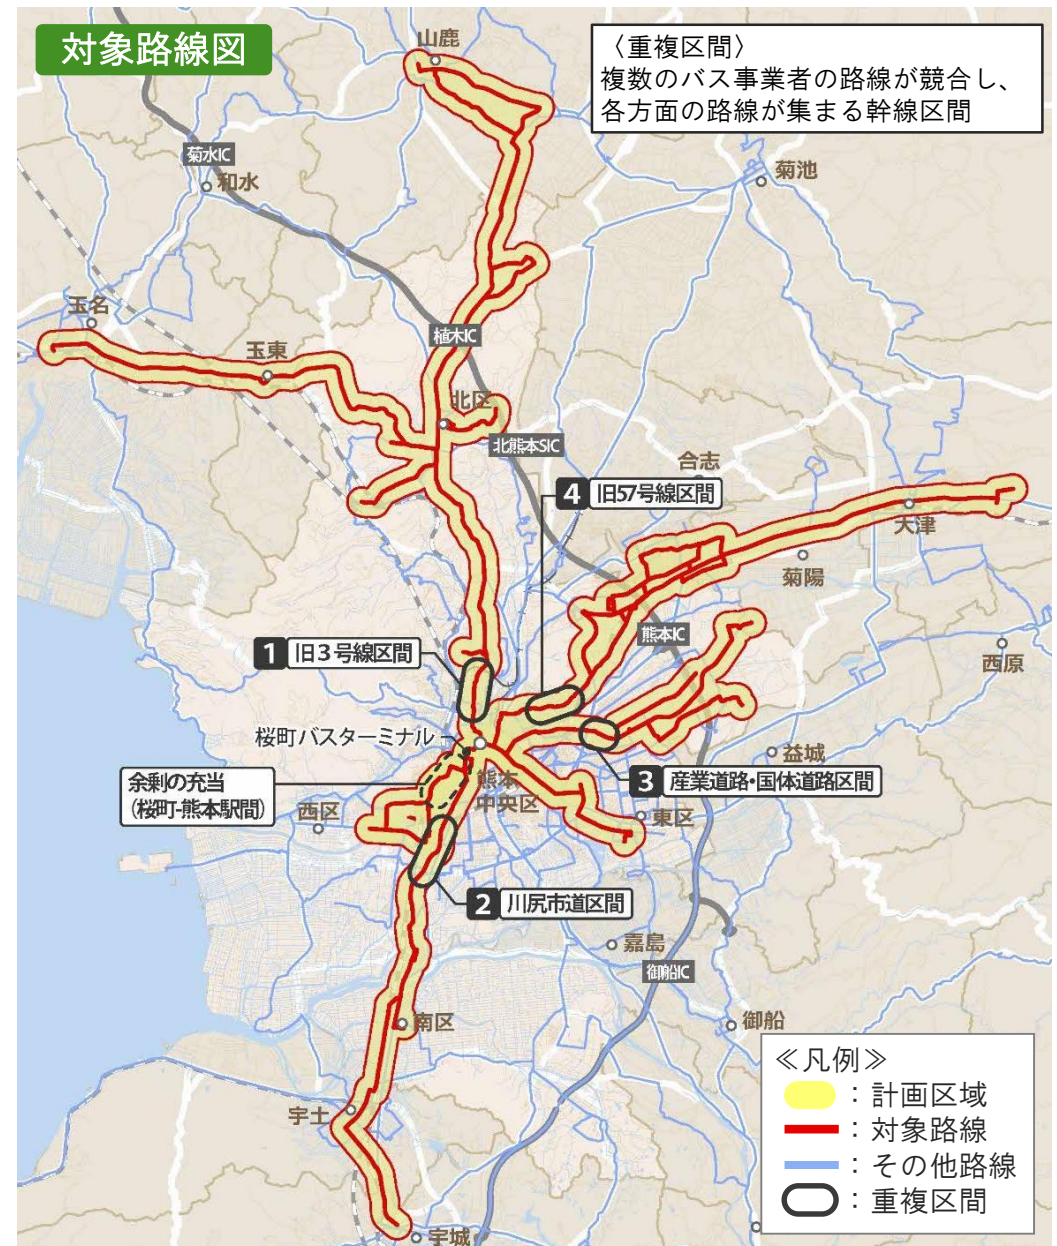 対象路線図
〈重複区間〉
複数のバス事業者の路線が競合し、
各方面の路線が集まる幹線区間
山鹿
菊水IC
和水
菊池
玉名
植木IC
玉東
北区
北熊本SIC
合志
4 旧57号線区間
大津
菊陽
熊本IC
1 旧3号線区間
西原
桜町バスターミナル
益城
余剰の充当
(桜町-熊本駅間)
熊本
中央区
3 産業道路・国体道路区間
西区
東区
2 川尻市道区間
嘉島
御船IC
南区
御船
宇土
宇城
≪凡例≫
：計画区域
：対象路線
：その他路線
：重複区間